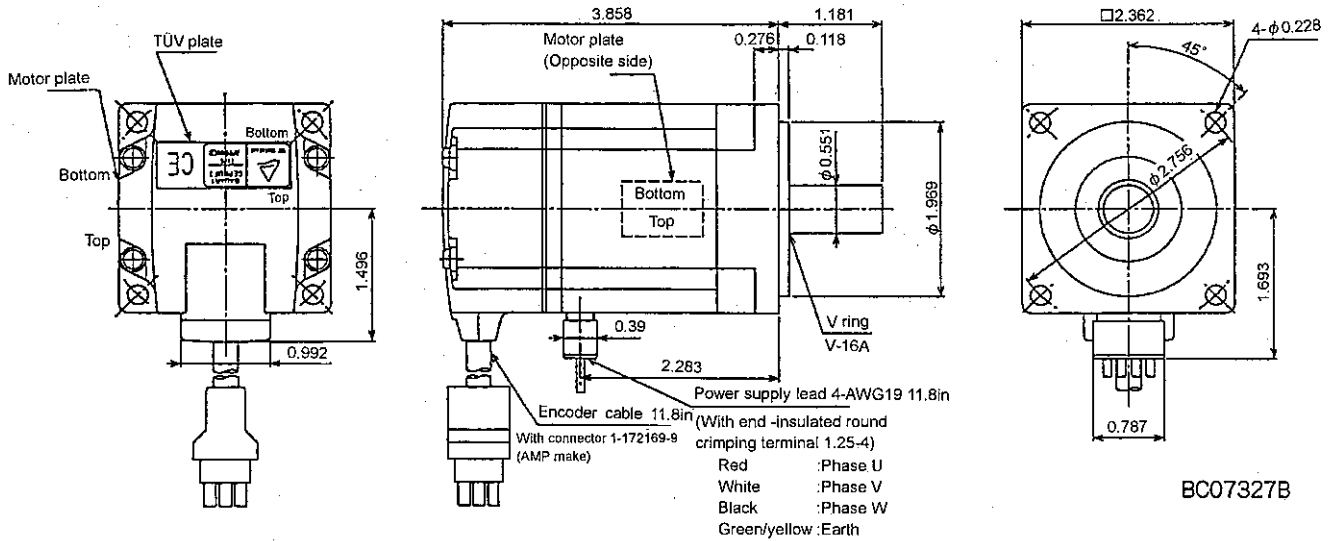 TÜV plate
Motor plate
Bottom
Top
Bottom
Top
CE
1.496
0.992
3.858
1.181
0.276
0.118
Motor plate
(Opposite side)
Bottom
Top
ϕ0.551
ϕ1.969
V ring
V-16A
0.39
2.283
Encoder cable 11.8in
With connector 1-172169-9
(AMP make)
Power supply lead 4-AWG19 11.8in
(With end -insulated round
crimping terminal 1.25-4)
Red :Phase U
White :Phase V
Black :Phase W
Green/yellow :Earth
□2.362
4-ϕ0.228
45°
ϕ2.756
1.693
0.787
BC07327B